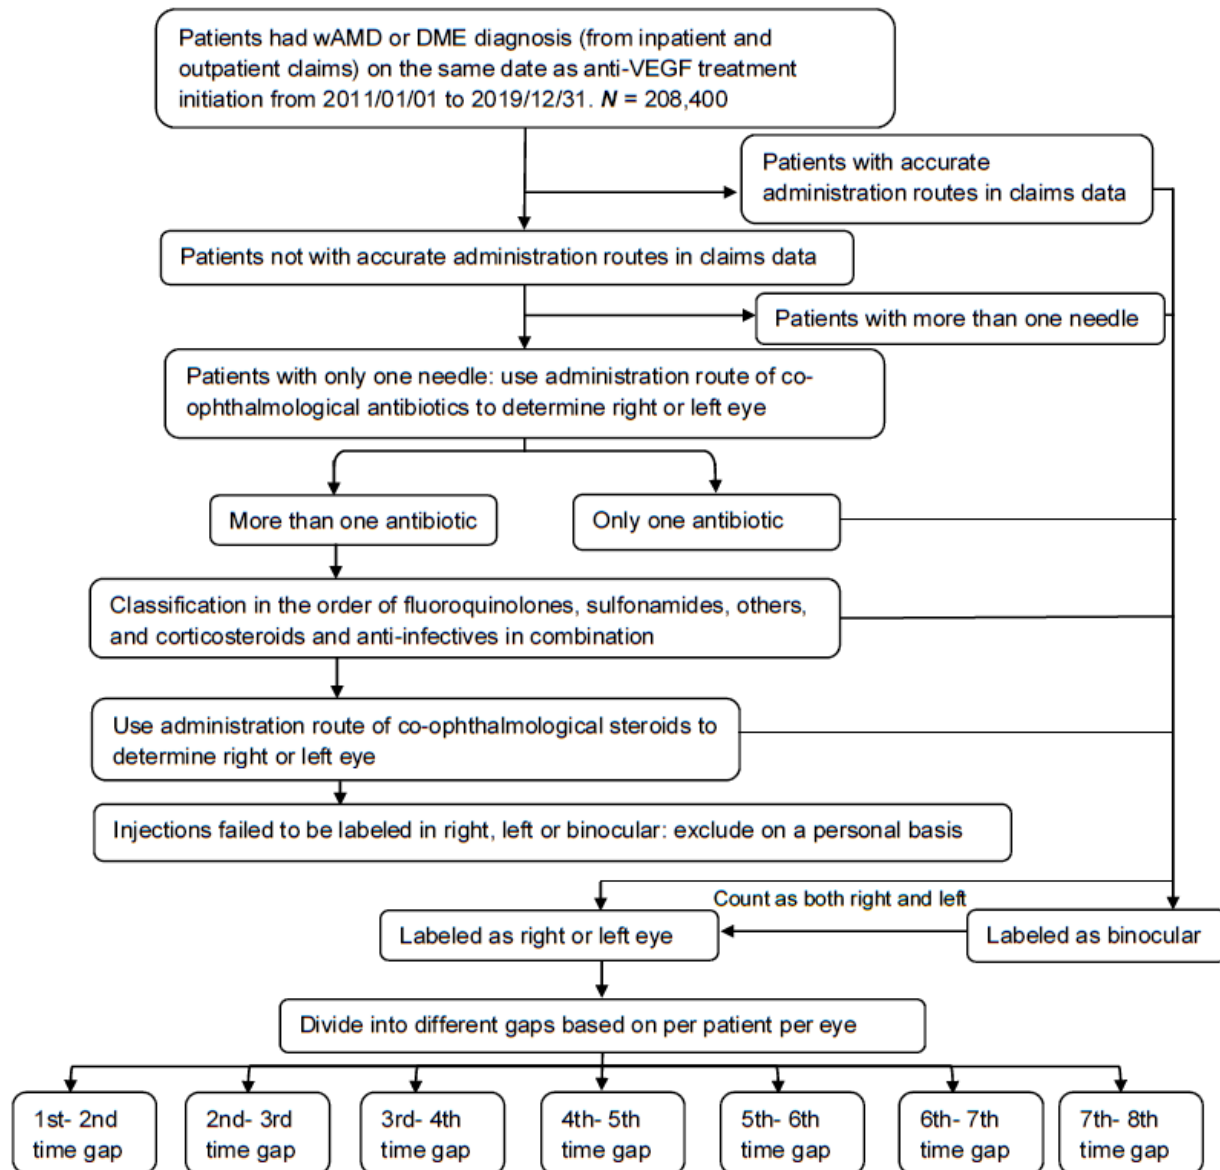 Patients had wAMD or DME diagnosis (from inpatient and
outpatient claims) on the same date as anti-VEGF treatment
initiation from 2011/01/01 to 2019/12/31. N = 208,400
Patients with accurate
administration routes in claims data
Patients not with accurate administration routes in claims data
Patients with more than one needle
Patients with only one needle: use administration route of co-
ophthalmological antibiotics to determine right or left eye
More than one antibiotic
Only one antibiotic
Classification in the order of fluoroquinolones, sulfonamides, others,
and corticosteroids and anti-infectives in combination
Use administration route of co-ophthalmological steroids to
determine right or left eye
Injections failed to be labeled in right, left or binocular: exclude on a personal basis
Count as both right and left
Labeled as right or left eye
Labeled as binocular
Divide into different gaps based on per patient per eye
1st- 2nd
time gap
2nd- 3rd
time gap
3rd- 4th
time gap
4th- 5th
time gap
5th- 6th
time gap
6th- 7th
time gap
7th- 8th
time gap